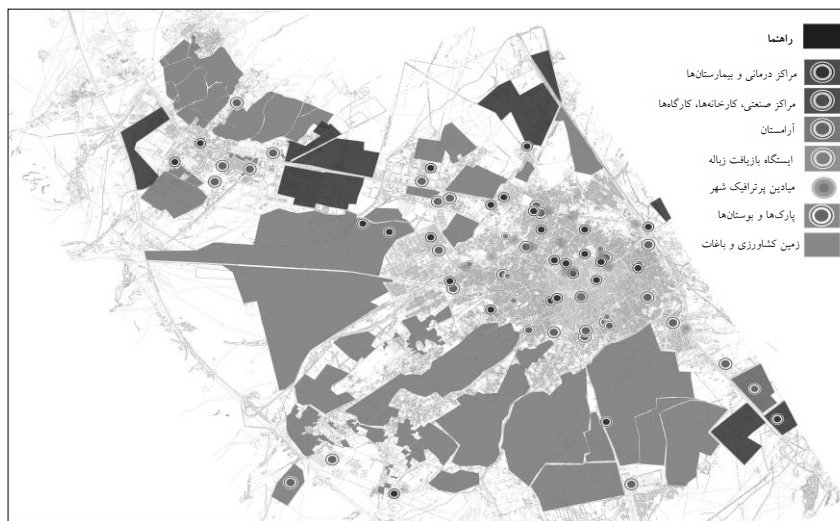 راهنما
مراکز درمانی و بیمارستان‌ها
مراکز صنعتی، کارخانه‌ها، کارگاه‌ها
آرامستان
ایستگاه بازیافت زباله
میادین پرترافیک شهر
پارک‌ها و بوستان‌ها
زمین کشاورزی و باغات